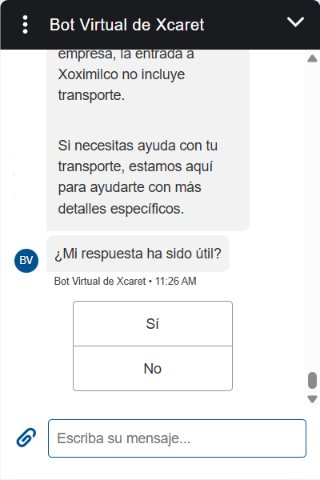 Bot Virtual de Xcaret
empresa, la entrada a
Xoximilco no incluye
transporte.
Si necesitas ayuda con tu
transporte, estamos aquí
para ayudarte con más
detalles específicos.
¿Mi respuesta ha sido útil?
BV
Bot Virtual de Xcaret • 11:26 AM
Sí
No
Escriba su mensaje...